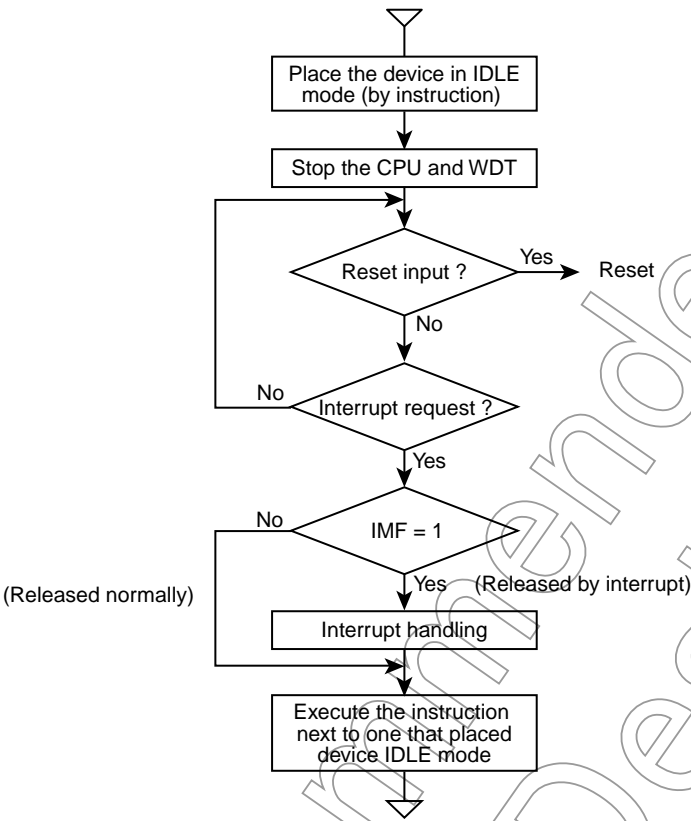 Place the device in IDLE
mode (by instruction)
Stop the CPU and WDT
Reset input ?
Yes
Reset
No
No
Interrupt request ?
Yes
No
IMF = 1
(Released normally)
Yes
(Released by interrupt)
Interrupt handling
Execute the instruction
next to one that placed
device IDLE mode